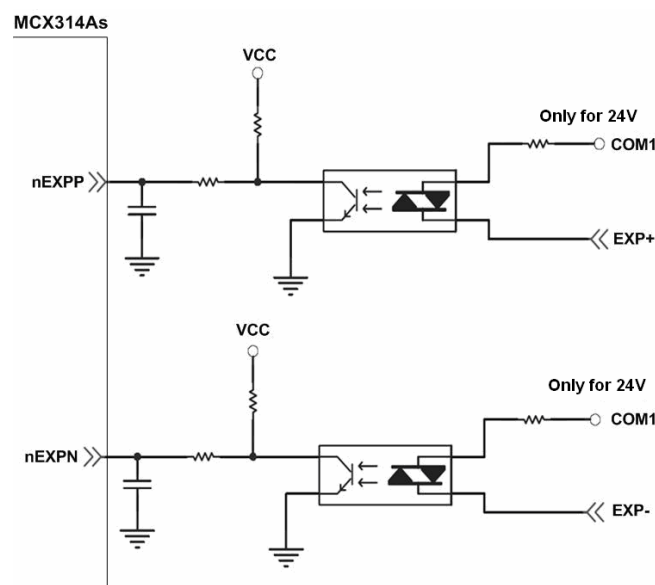 MCX314As
VCC
Only for 24V
COM1
nEXPP
EXP+
VCC
Only for 24V
COM1
nEXPN
EXP-